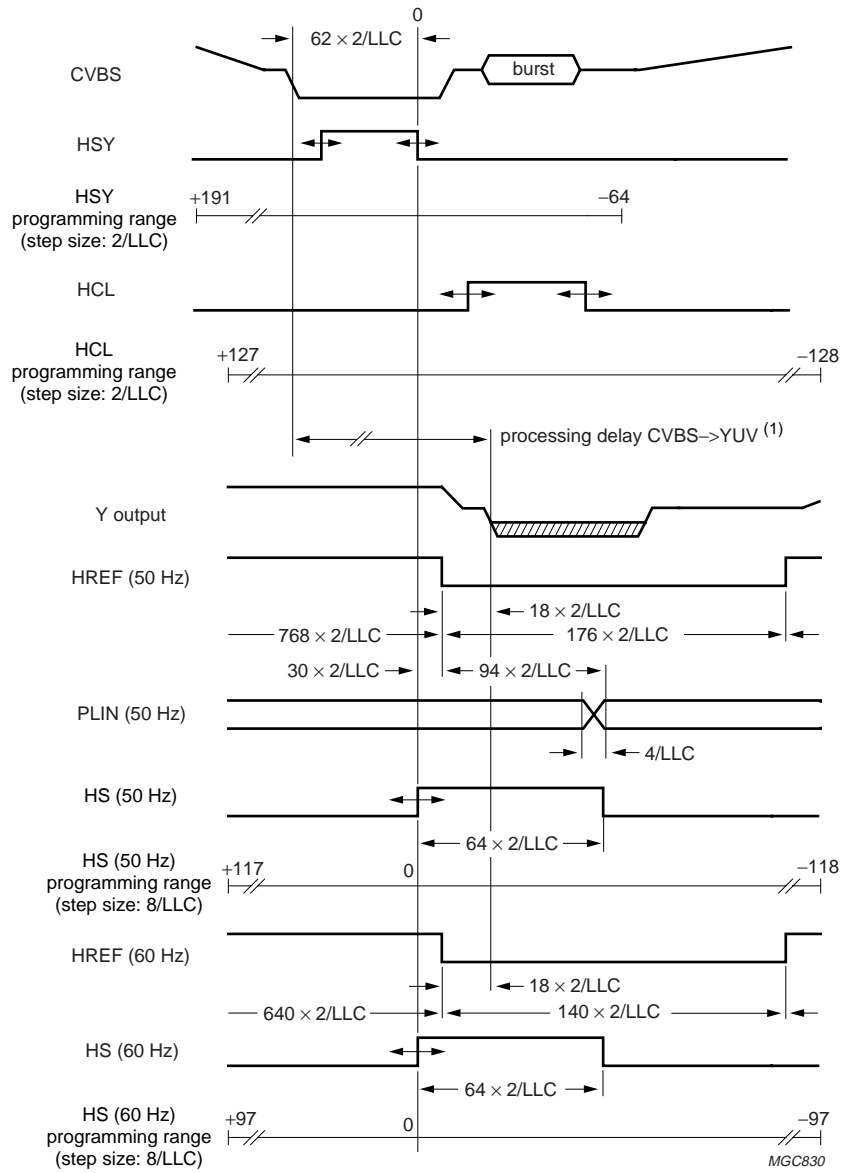 0
62 × 2/LLC
CVBS
burst
HSY
HSY
programming range
(step size: 2/LLC)
+191
−64
HCL
HCL
programming range
(step size: 2/LLC)
+127
−128
processing delay CVBS−>YUV (1)
Y output
HREF (50 Hz)
18 × 2/LLC
768 × 2/LLC
176 × 2/LLC
30 × 2/LLC
94 × 2/LLC
PLIN (50 Hz)
4/LLC
HS (50 Hz)
64 × 2/LLC
HS (50 Hz)
programming range
(step size: 8/LLC)
+117
0
−118
HREF (60 Hz)
18 × 2/LLC
640 × 2/LLC
140 × 2/LLC
HS (60 Hz)
64 × 2/LLC
HS (60 Hz)
programming range
(step size: 8/LLC)
+97
0
−97
MGC830